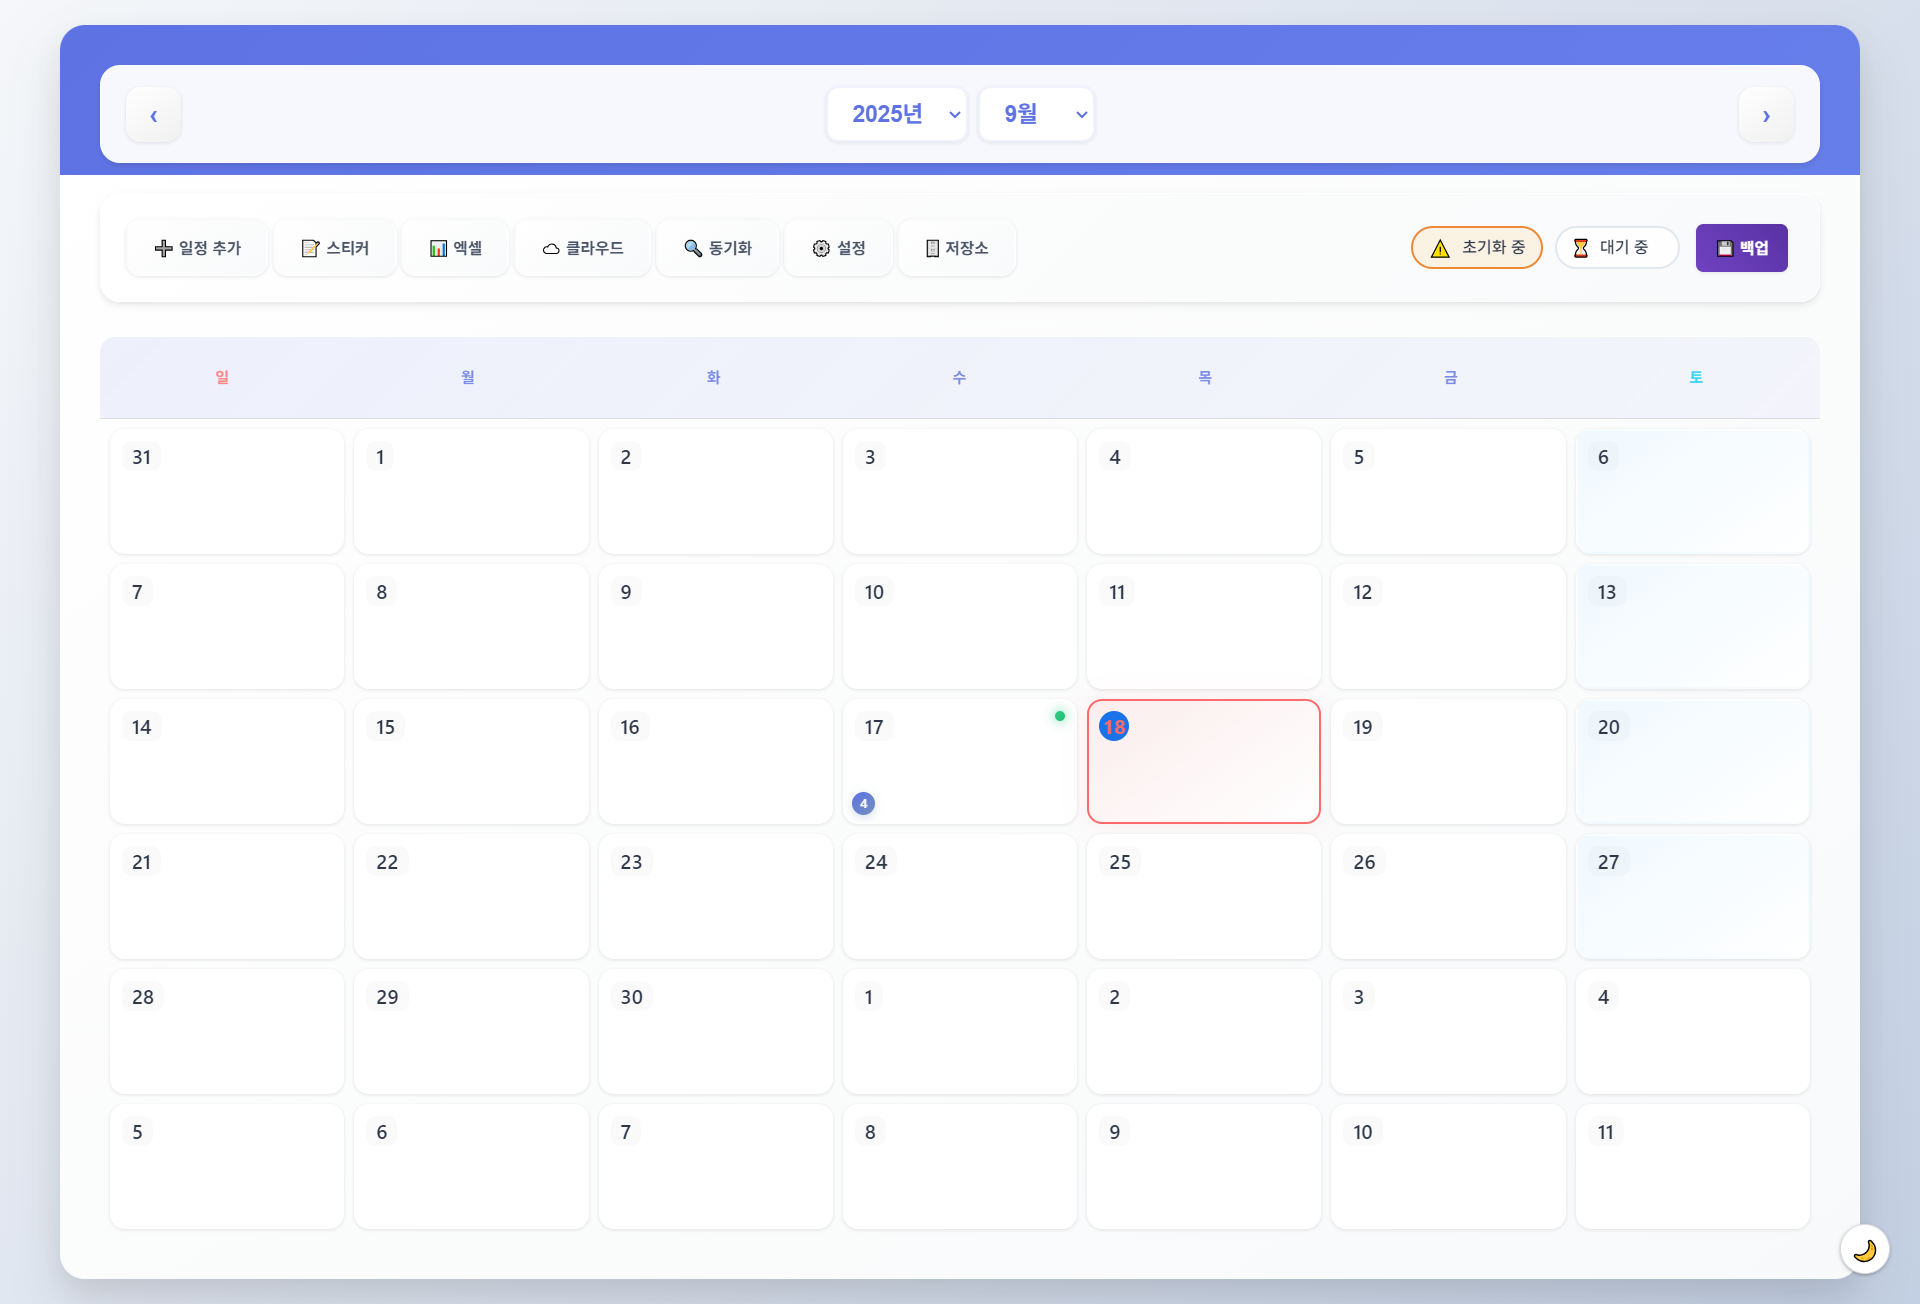 ‹ 2025년 9월 ›
➕ 일정 추가 📝 스티커 📊 엑셀 ☁ 클라우드 🔍 동기화 ⚙ 설정 🗄 저장소 ⚠ 초기화 중 ⏳ 대기 중 💾 백업
일 월 화 수 목 금 토
31 1 2 3 4 5 6
7 8 9 10 11 12 13
14 15 16 17 18 19 20
4
21 22 23 24 25 26 27
28 29 30 1 2 3 4
5 6 7 8 9 10 11